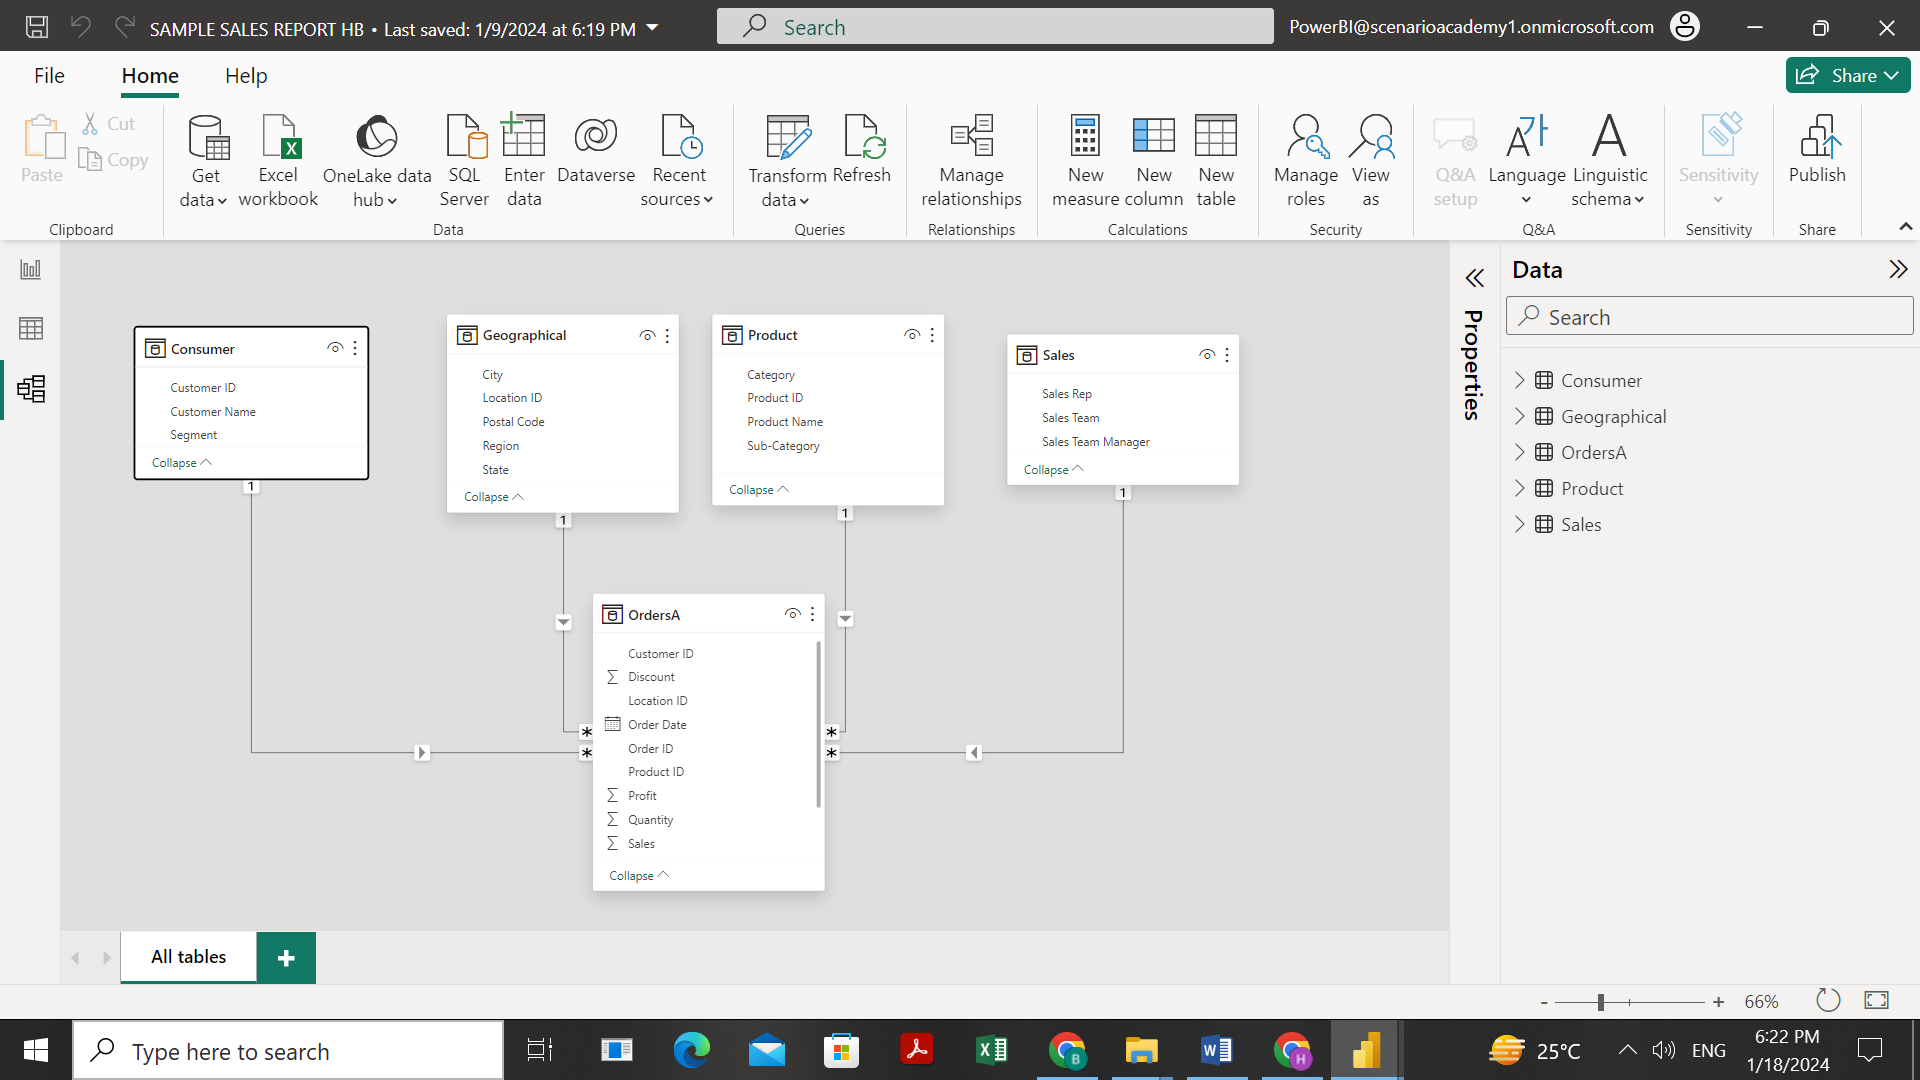 SAMPLE SALES REPORT HB • Last saved: 1/9/2024 at 6:19 PM
Search
PowerBI@scenarioacademy1.onmicrosoft.com
File
Home
Help
Share
Paste
Cut
Copy
Clipboard
Get data
Excel workbook
OneLake data hub
SQL Server
Enter data
Dataverse
Recent sources
Data
Transform data
Refresh
Queries
Manage relationships
Relationships
New measure
New column
New table
Calculations
Manage roles
View as
Security
Q&A setup
Language
Linguistic schema
Q&A
Sensitivity
Sensitivity
Publish
Share
Consumer
Customer ID
Customer Name
Segment
Collapse
1
Geographical
City
Location ID
Postal Code
Region
State
Collapse
1
Product
Category
Product ID
Product Name
Sub-Category
Collapse
1
Sales
Sales Rep
Sales Team
Sales Team Manager
Collapse
1
OrdersA
Customer ID
Discount
Location ID
Order Date
Order ID
Product ID
Profit
Quantity
Sales
Collapse
*
*
*
*
Properties
Data
Search
Consumer
Geographical
OrdersA
Product
Sales
All tables
+
-
+
66%
Type here to search
B
H
25°C
ENG
6:22 PM
1/18/2024